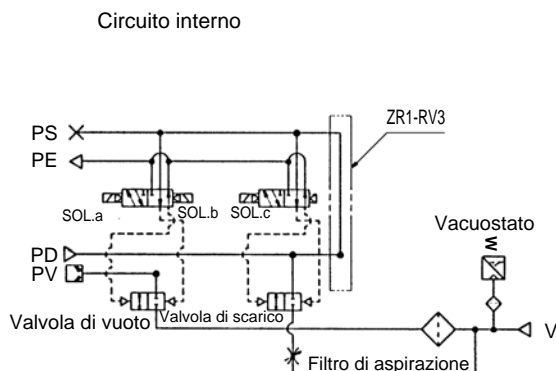 Circuito interno
ZR1-RV3
PS
PE
SOL.a
SOL.b
SOL.c
Vacuostato
W
PD
PV
V
Valvola di vuoto
Valvola di scarico
Filtro di aspirazione